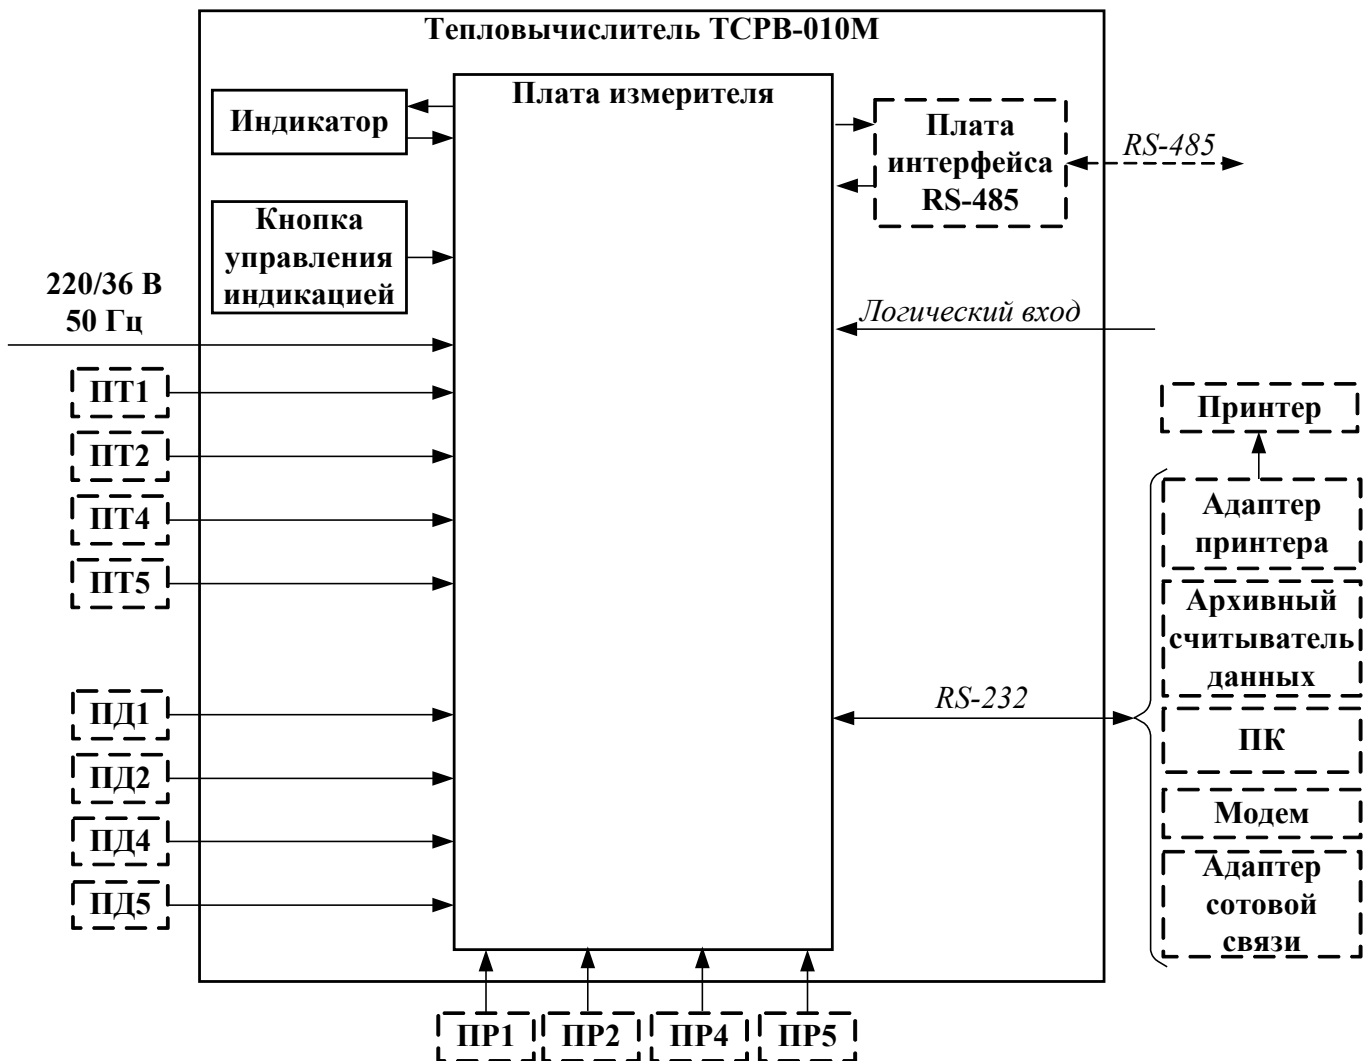 Тепловычислитель ТСРВ-010М
Плата измерителя
Индикатор
Кнопка
управления
индикацией
Плата
интерфейса
RS-485
RS-485
220/36 В
50 Гц
Логический вход
ПТ1
ПТ2
ПТ4
ПТ5
ПД1
ПД2
ПД4
ПД5
RS-232
Принтер
Адаптер
принтера
Архивный
считыватель
данных
ПК
Модем
Адаптер
сотовой
связи
ПР1
ПР2
ПР4
ПР5